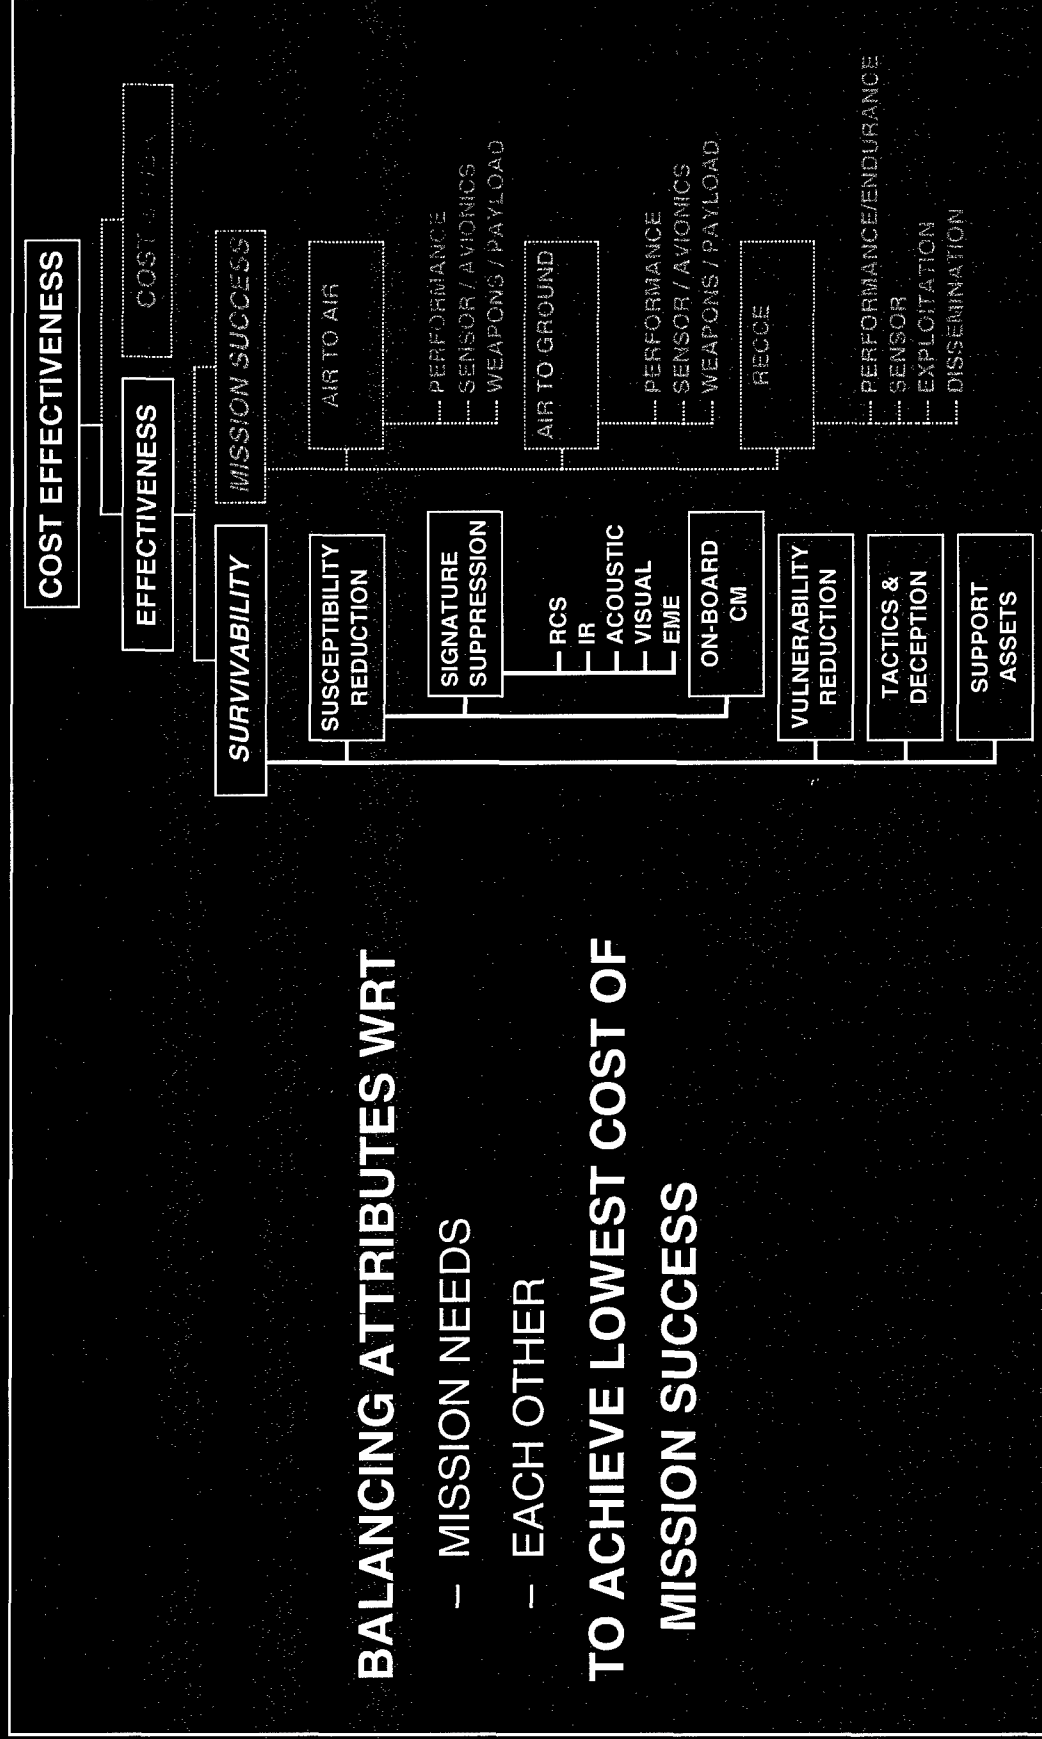 BALANCING ATTRIBUTES WRT
– MISSION NEEDS
– EACH OTHER
TO ACHIEVE LOWEST COST OF
MISSION SUCCESS
COST EFFECTIVENESS
EFFECTIVENESS
COST
SURVIVABILITY
MISSION SUCCESS
SUSCEPTIBILITY
REDUCTION
SIGNATURE
SUPPRESSION
RCS
IR
ACOUSTIC
VISUAL
EME
ON-BOARD
CM
VULNERABILITY
REDUCTION
TACTICS &
DECEPTION
SUPPORT
ASSETS
AIR TO AIR
PERFORMANCE
SENSOR / AVIONICS
WEAPONS / PAYLOAD
AIR TO GROUND
PERFORMANCE
SENSOR / AVIONICS
WEAPONS / PAYLOAD
RECCE
PERFORMANCE/ENDURANCE
SENSOR
EXPLOITATION
DISSEMINATION